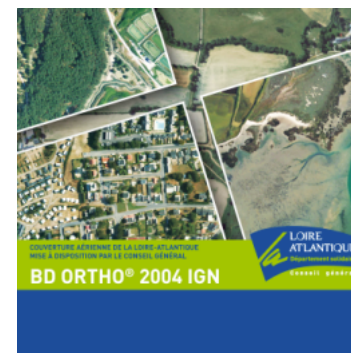 COUVERTURE AÉRIENNE DE LA LOIRE-ATLANTIQUE
MISE À DISPOSITION PAR LE CONSEIL GÉNÉRAL
BD ORTHO® 2004 IGN
LOIRE
ATLANTIQUE
Département solidaire
Conseil général